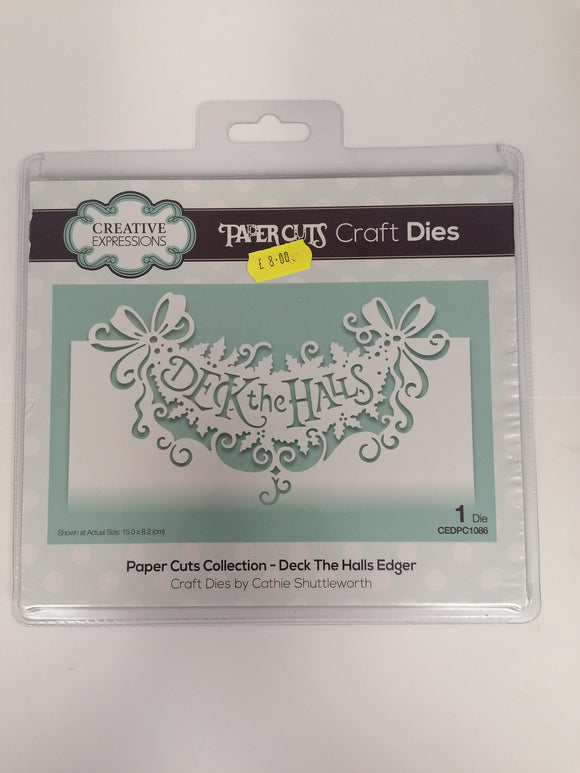 CREATIVE
EXPRESSIONS
PAPER CUTS Craft Dies
£ 8.00
DECK the HALLS
Shown at Actual Size: 15.0 x 8.2 (cm)
1 Die
CEDPC1086
Paper Cuts Collection - Deck The Halls Edger
Craft Dies by Cathie Shuttleworth